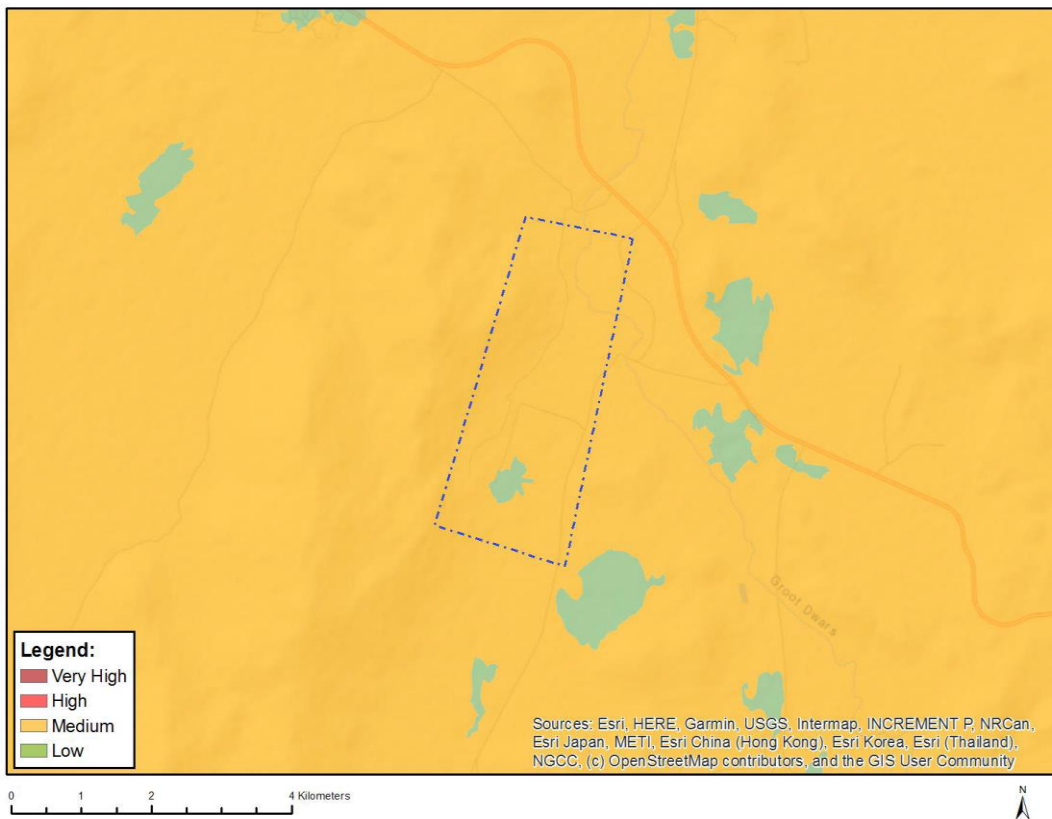 Groot Dwars
Legend:
Very High
High
Medium
Low
Sources: Esri, HERE, Garmin, USGS, Intermap, INCREMENT P, NRCan,
Esri Japan, METI, Esri China (Hong Kong), Esri Korea, Esri (Thailand),
NGCC, (c) OpenStreetMap contributors, and the GIS User Community
0 1 2 4 Kilometers
N